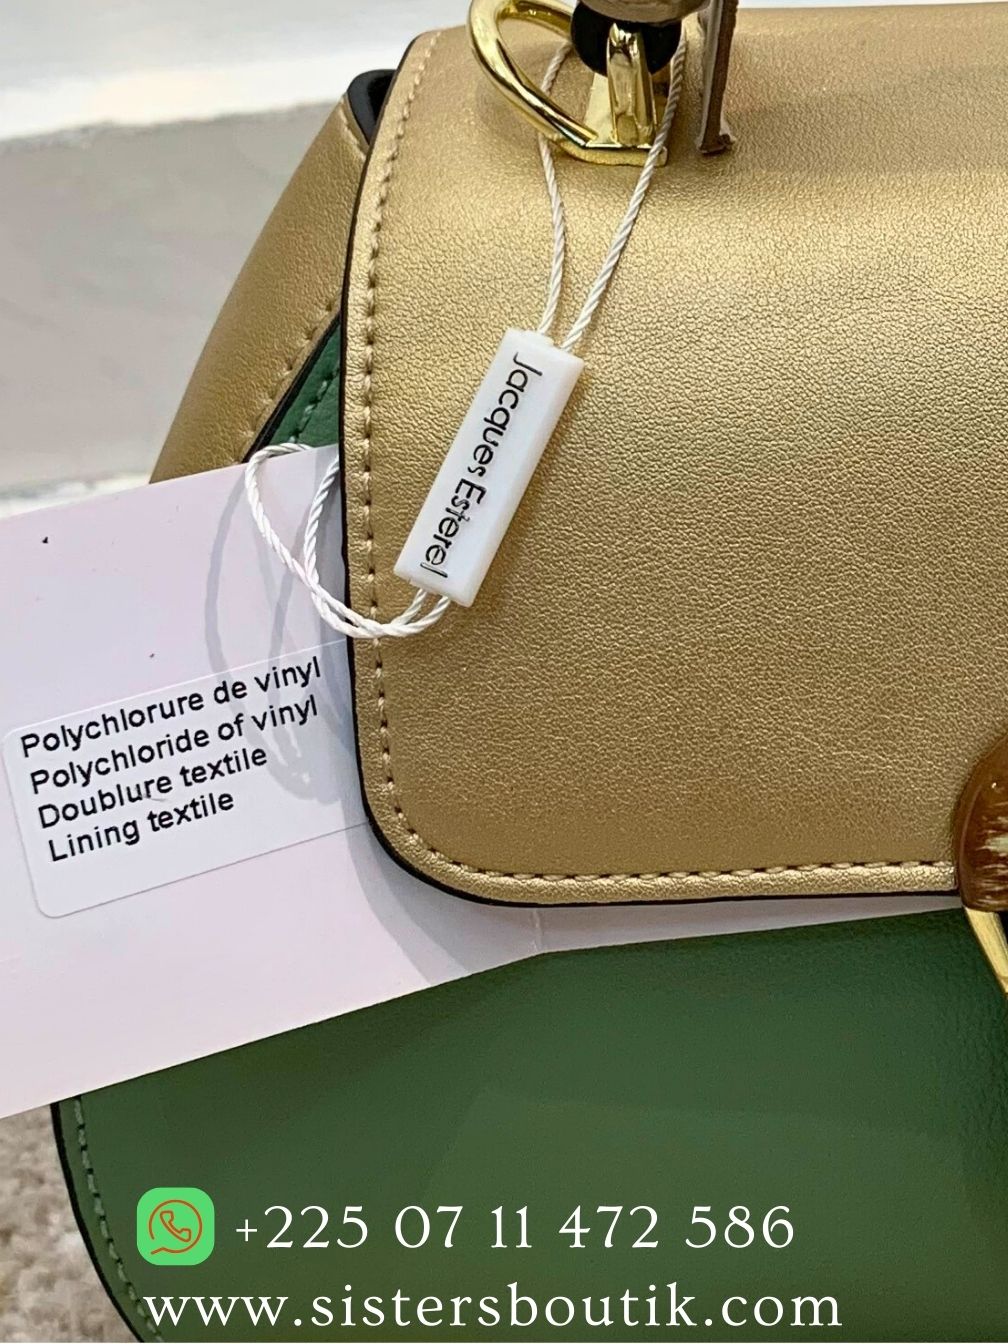 Jacques Esterel
Polychlorure de vinyl
Polychloride of vinyl
Doublure textile
Lining textile
+225 07 11 472 586
www.sistersboutik.com